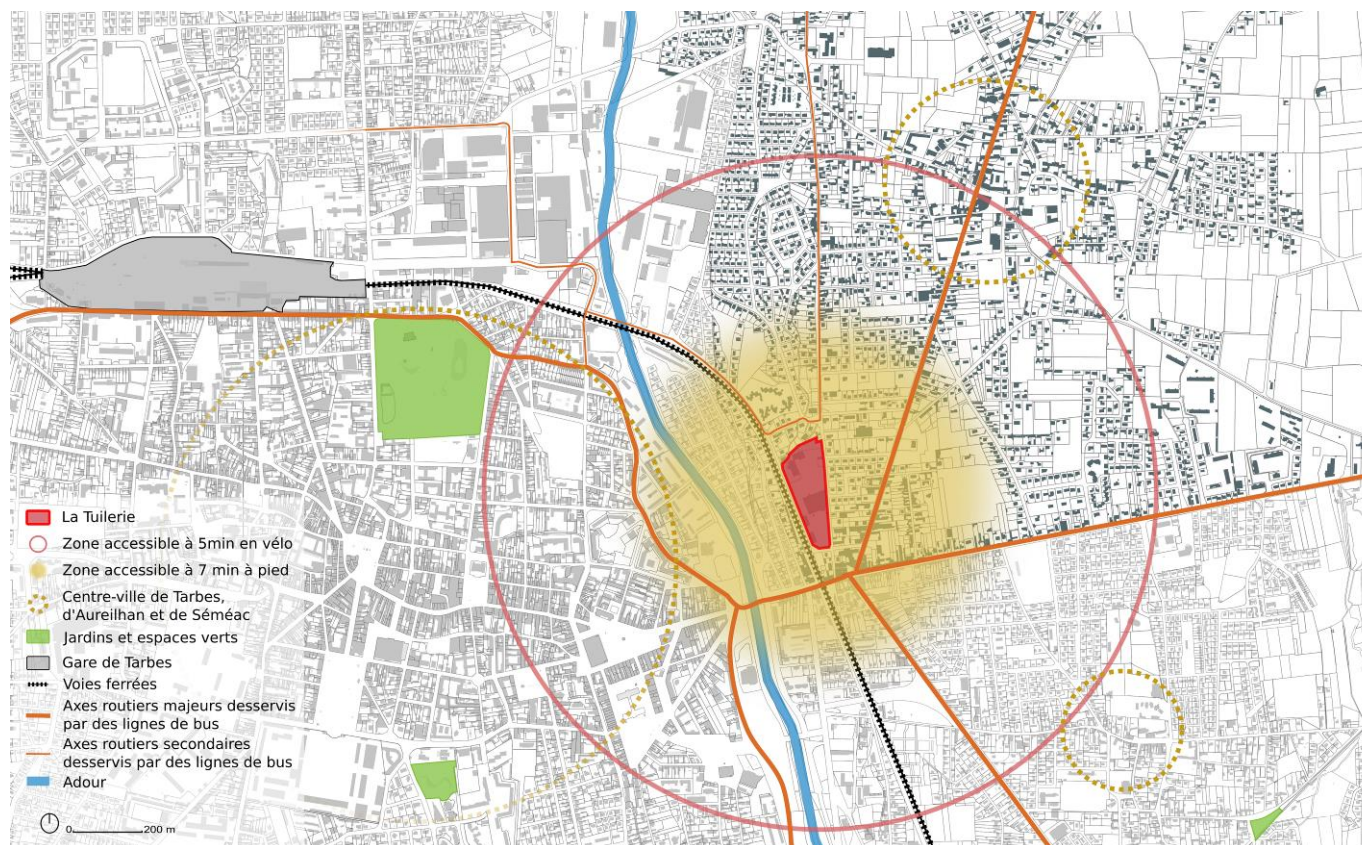 La Tuilerie
Zone accessible à 5min en vélo
Zone accessible à 7 min à pied
Centre-ville de Tarbes,
d'Aureilhan et de Séméac
Jardins et espaces verts
Gare de Tarbes
Voies ferrées
Axes routiers majeurs desservis
par des lignes de bus
Axes routiers secondaires
desservis par des lignes de bus
Adour
0 200 m